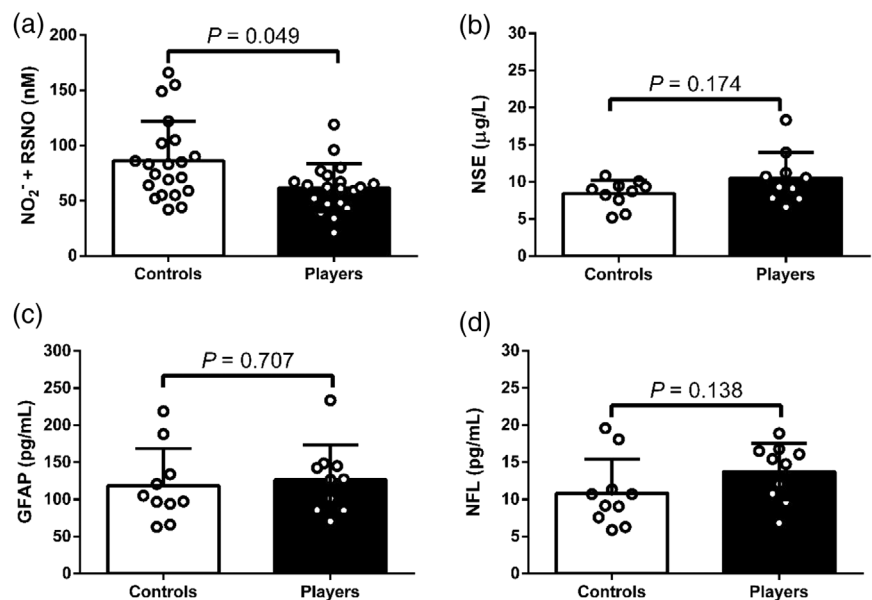 (a)
NO₂⁻ + RSNO (nM)
200
150
100
50
0
P = 0.049
Controls
Players
(b)
NSE (µg/L)
30
25
20
15
10
5
0
P = 0.174
Controls
Players
(c)
GFAP (pg/mL)
300
250
200
150
100
50
0
P = 0.707
Controls
Players
(d)
NFL (pg/mL)
30
25
20
15
10
5
0
P = 0.138
Controls
Players